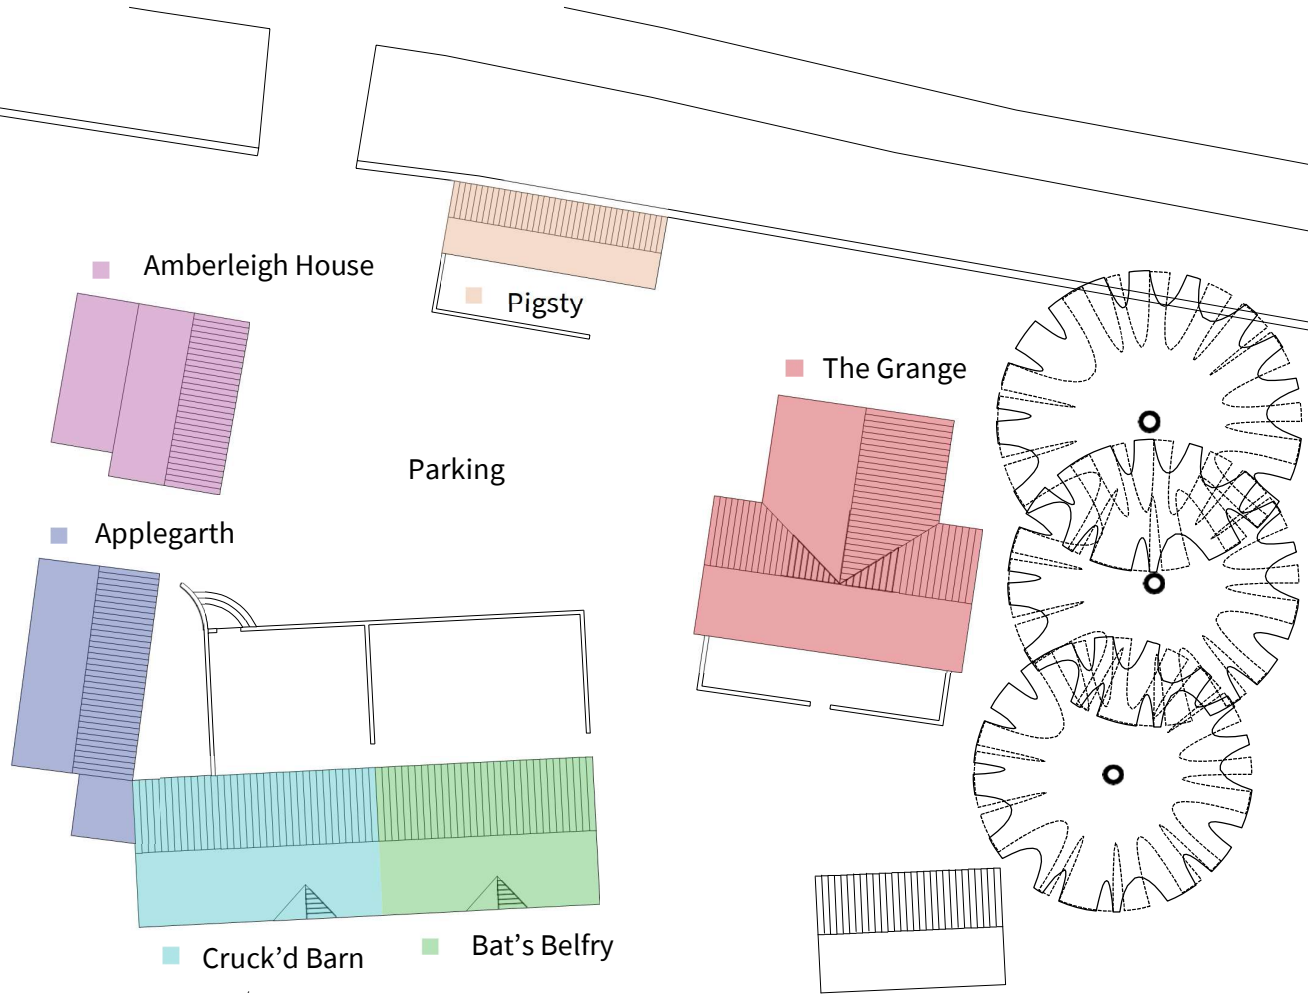 Amberleigh House
Pigsty
The Grange
Parking
Applegarth
Cruck’d Barn
Bat’s Belfry